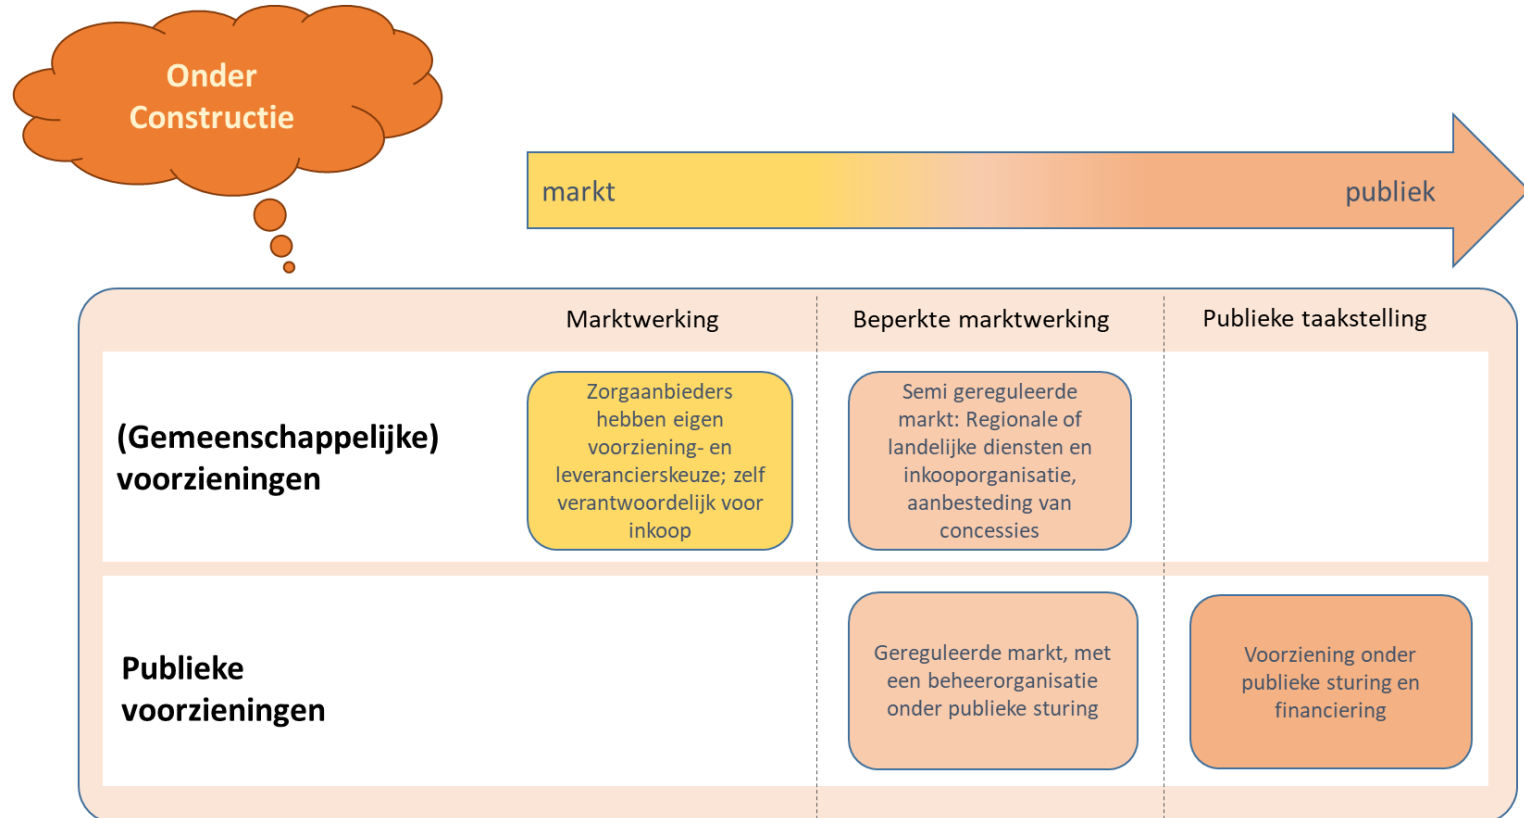 Onder
Constructie
markt
publiek
Marktwerking
Beperkte marktwerking
Publieke taakstelling
(Gemeenschappelijke)
voorzieningen
Zorgaanbieders
hebben eigen
voorziening- en
leverancierskeuze; zelf
verantwoordelijk voor
inkoop
Semi gereguleerde
markt: Regionale of
landelijke diensten en
inkooporganisatie,
aanbesteding van
concessies
Publieke
voorzieningen
Gereguleerde markt, met
een beheerorganisatie
onder publieke sturing
Voorziening onder
publieke sturing en
financiering